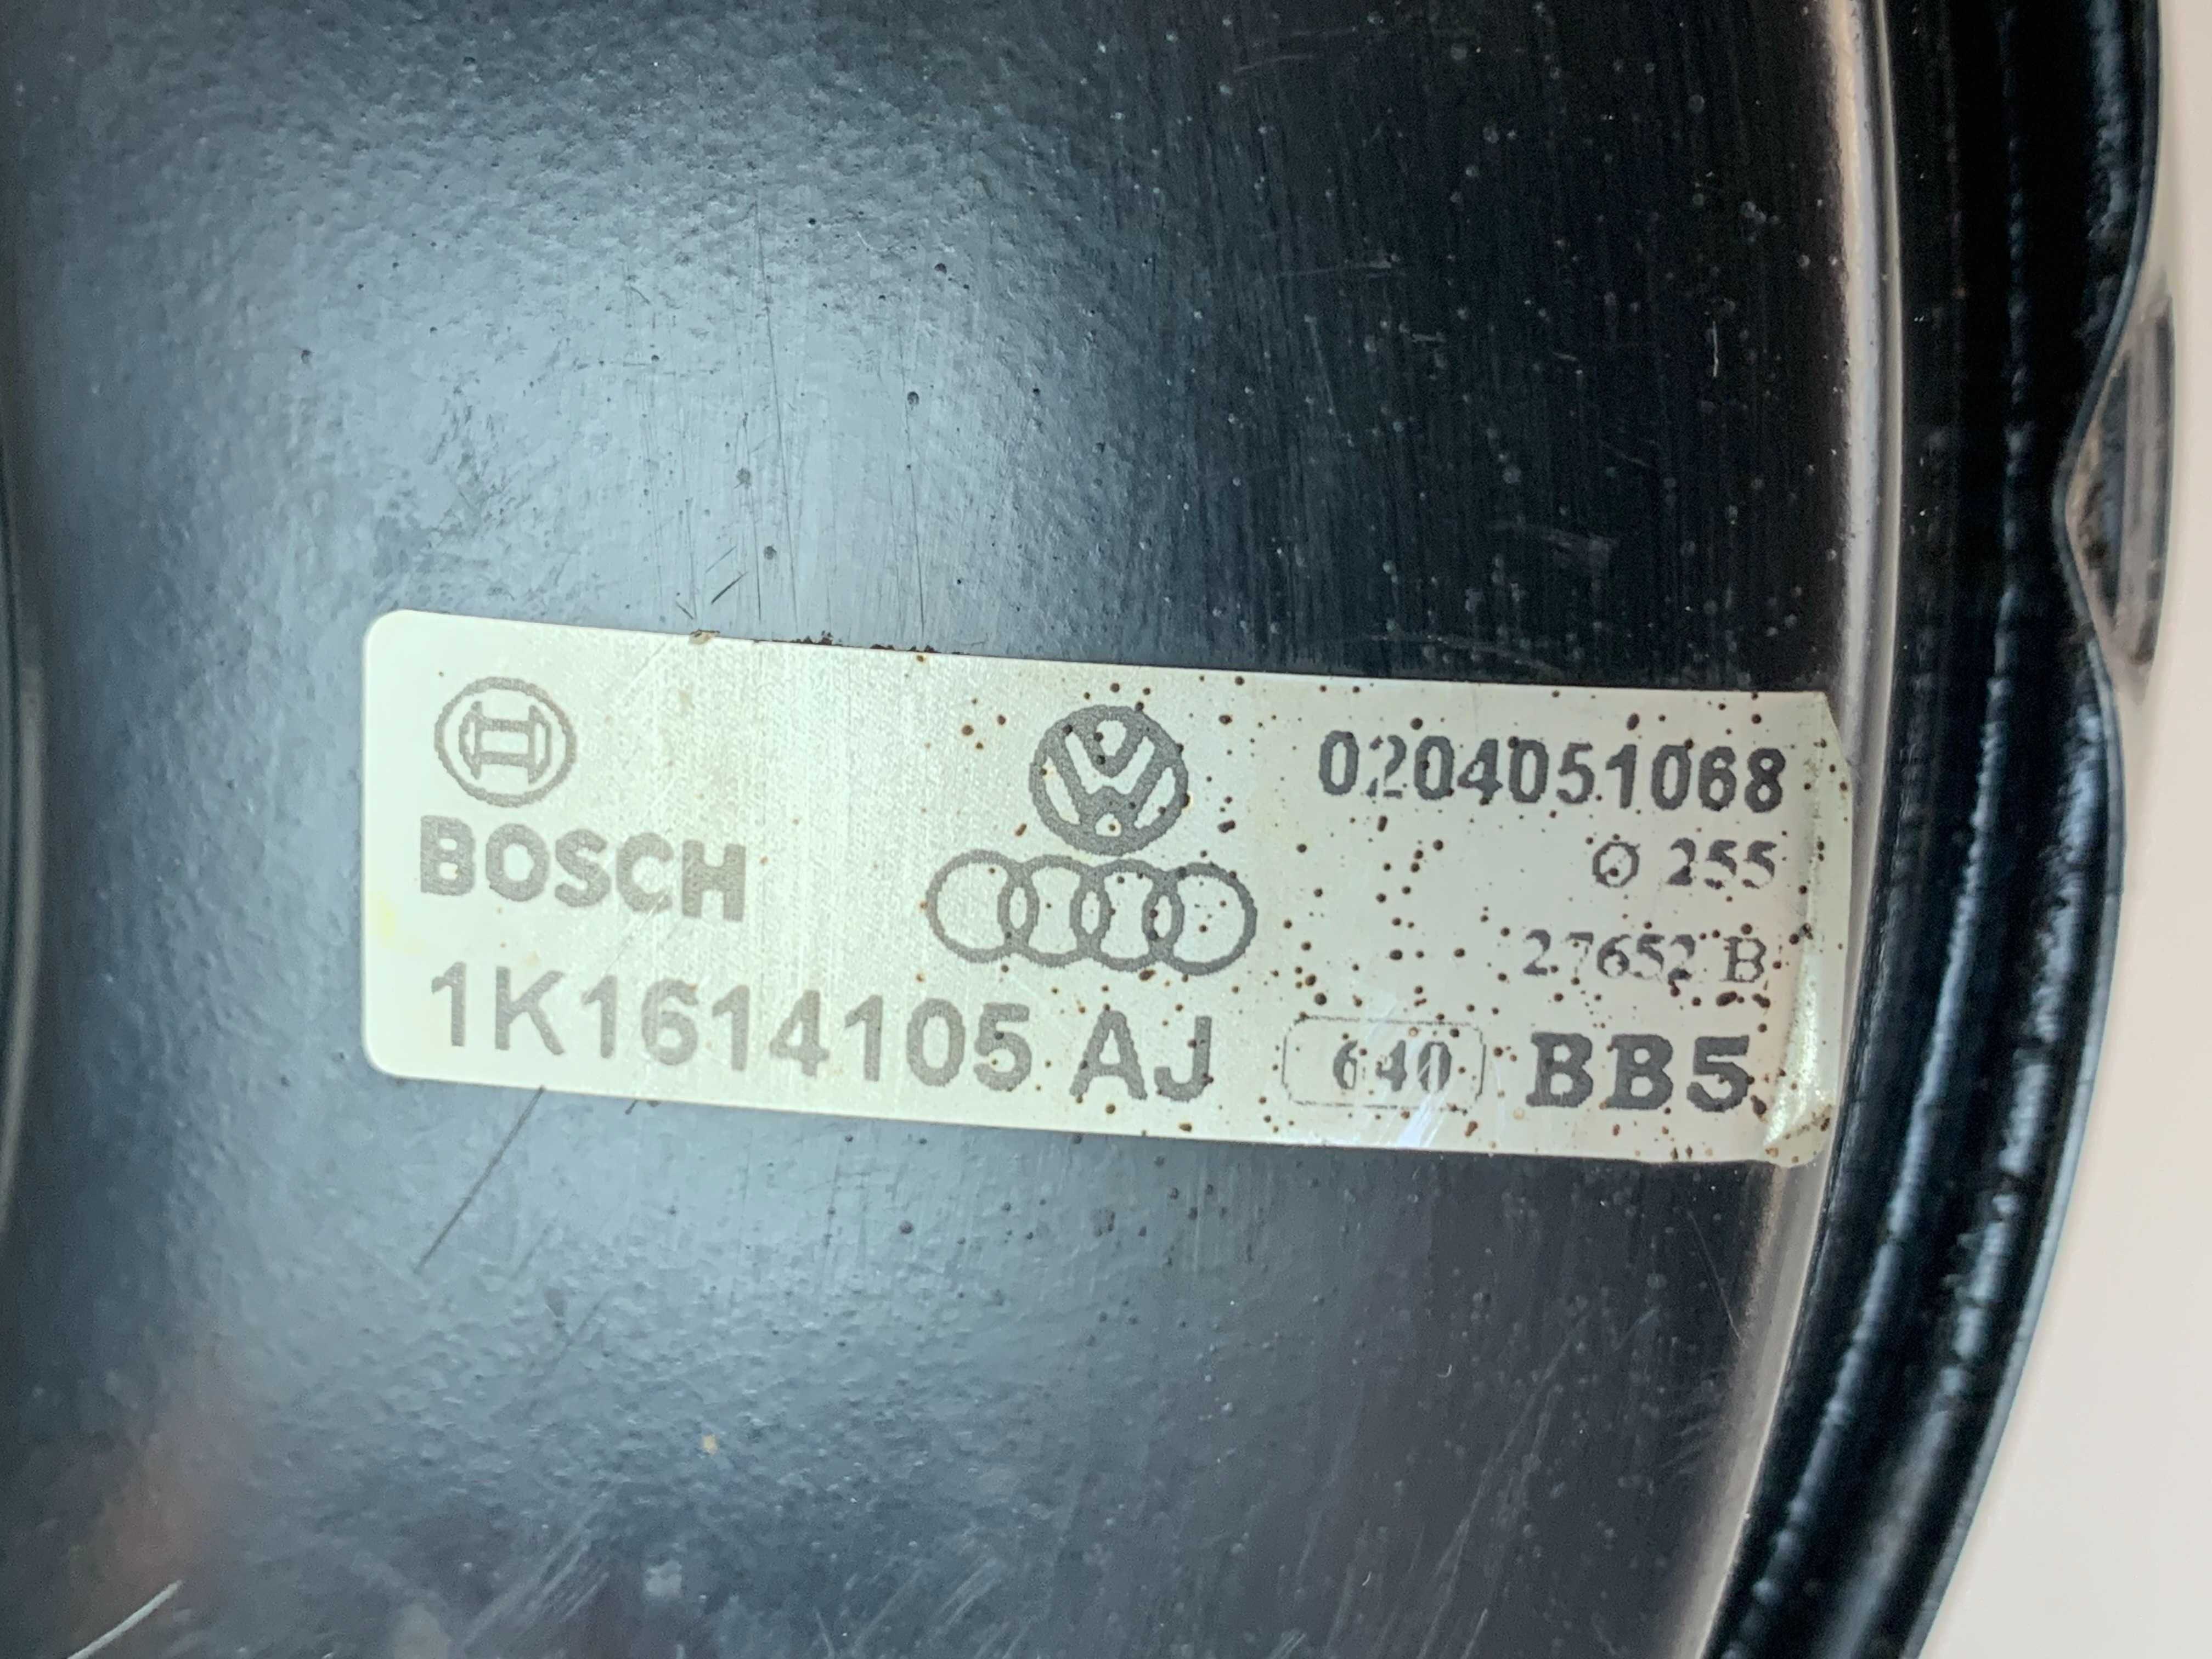 BOSCH
0204051068
Ø 255
27652 B
1K1614105 AJ
640 BB5